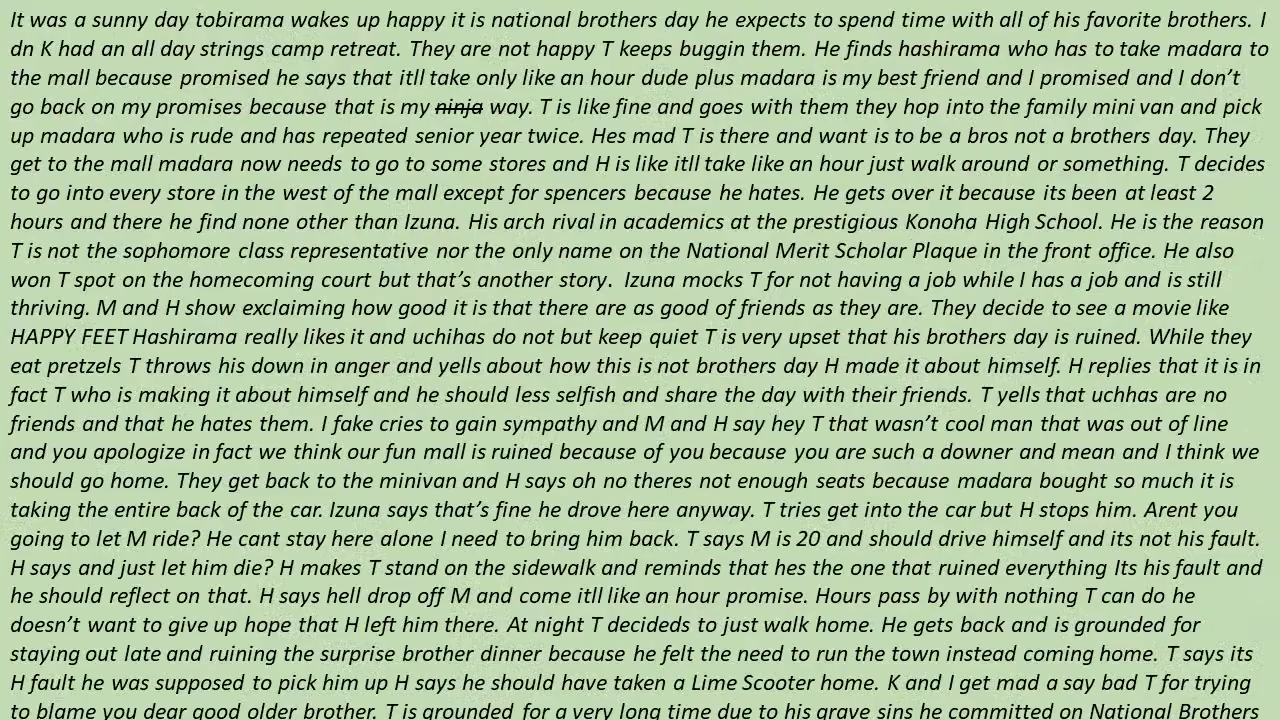 It was a sunny day tobirama wakes up happy it is national brothers day he expects to spend time with all of his favorite brothers. I
dn K had an all day strings camp retreat. They are not happy T keeps buggin them. He finds hashirama who has to take madara to
the mall because promised he says that itll take only like an hour dude plus madara is my best friend and I promised and I don't
go back on my promises because that is my ninja way. T is like fine and goes with them they hop into the family mini van and pick
up madara who is rude and has repeated senior year twice. Hes mad T is there and want is to be a bros not a brothers day. They
get to the mall madara now needs to go to some stores and H is like itll take like an hour just walk around or something. T decides
to go into every store in the west of the mall except for spencers because he hates. He gets over it because its been at least 2
hours and there he find none other than Izuna. His arch rival in academics at the prestigious Konoha High School. He is the reason
T is not the sophomore class representative nor the only name on the National Merit Scholar Plaque in the front office. He also
won T spot on the homecoming court but that's another story. Izuna mocks T for not having a job while I has a job and is still
thriving. M and H show exclaiming how good it is that there are as good of friends as they are. They decide to see a movie like
HAPPY FEET Hashirama really likes it and uchihas do not but keep quiet T is very upset that his brothers day is ruined. While they
eat pretzels T throws his down in anger and yells about how this is not brothers day H made it about himself. H replies that it is in
fact T who is making it about himself and he should less selfish and share the day with their friends. T yells that uchhas are no
friends and that he hates them. I fake cries to gain sympathy and M and H say hey T that wasn't cool man that was out of line
and you apologize in fact we think our fun mall is ruined because of you because you are such a downer and mean and I think we
should go home. They get back to the minivan and H says oh no theres not enough seats because madara bought so much it is
taking the entire back of the car. Izuna says that's fine he drove here anyway. T tries get into the car but H stops him. Arent you
going to let M ride? He cant stay here alone I need to bring him back. T says M is 20 and should drive himself and its not his fault.
H says and just let him die? H makes T stand on the sidewalk and reminds that hes the one that ruined everything Its his fault and
he should reflect on that. H says hell drop off M and come itll like an hour promise. Hours pass by with nothing T can do he
doesn't want to give up hope that H left him there. At night T decideds to just walk home. He gets back and is grounded for
staying out late and ruining the surprise brother dinner because he felt the need to run the town instead coming home. T says its
H fault he was supposed to pick him up H says he should have taken a Lime Scooter home. K and I get mad a say bad T for trying
to blame you dear good older brother. T is grounded for a very long time due to his grave sins he committed on National Brothers